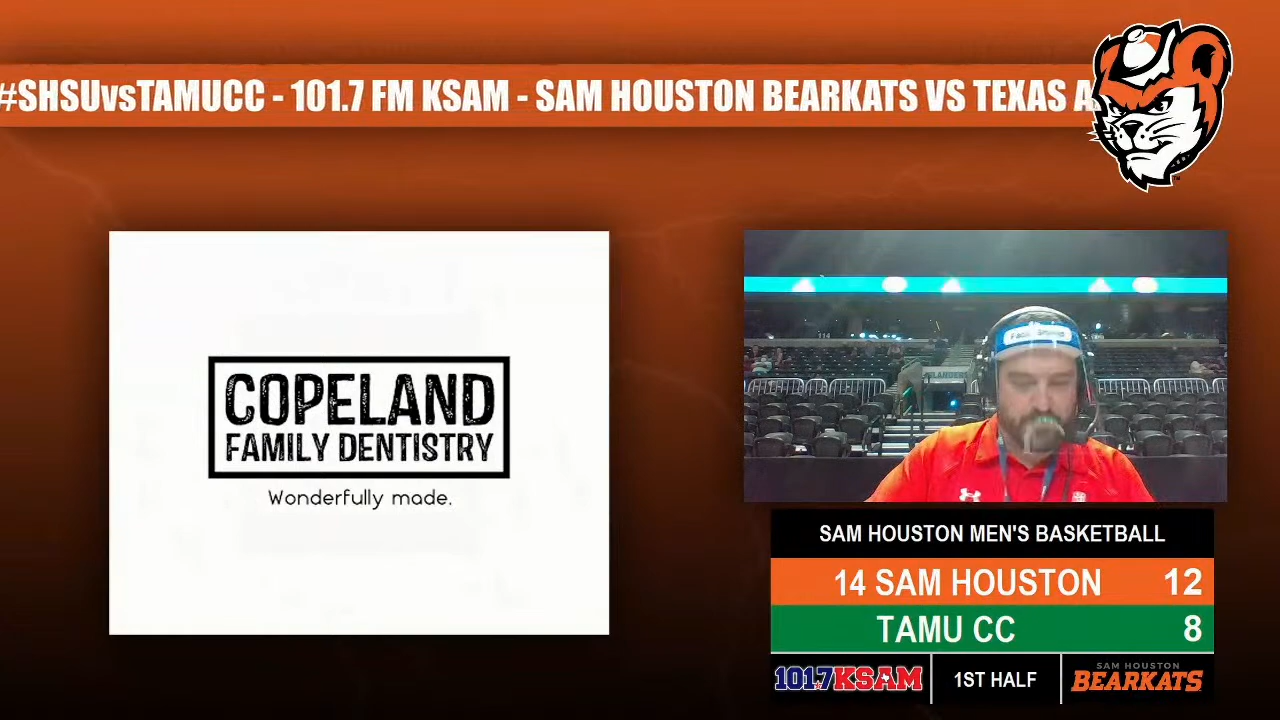 #SHSUvsTAMUCC - 101.7 FM KSAM - SAM HOUSTON BEARKATS VS TEXAS A
COPELAND
FAMILY DENTISTRY
Wonderfully made.
114
SAM HOUSTON MEN'S BASKETBALL
14 SAM HOUSTON 12
TAMU CC 8
101.7 KSAM
1ST HALF
SAM HOUSTON
BEARKATS